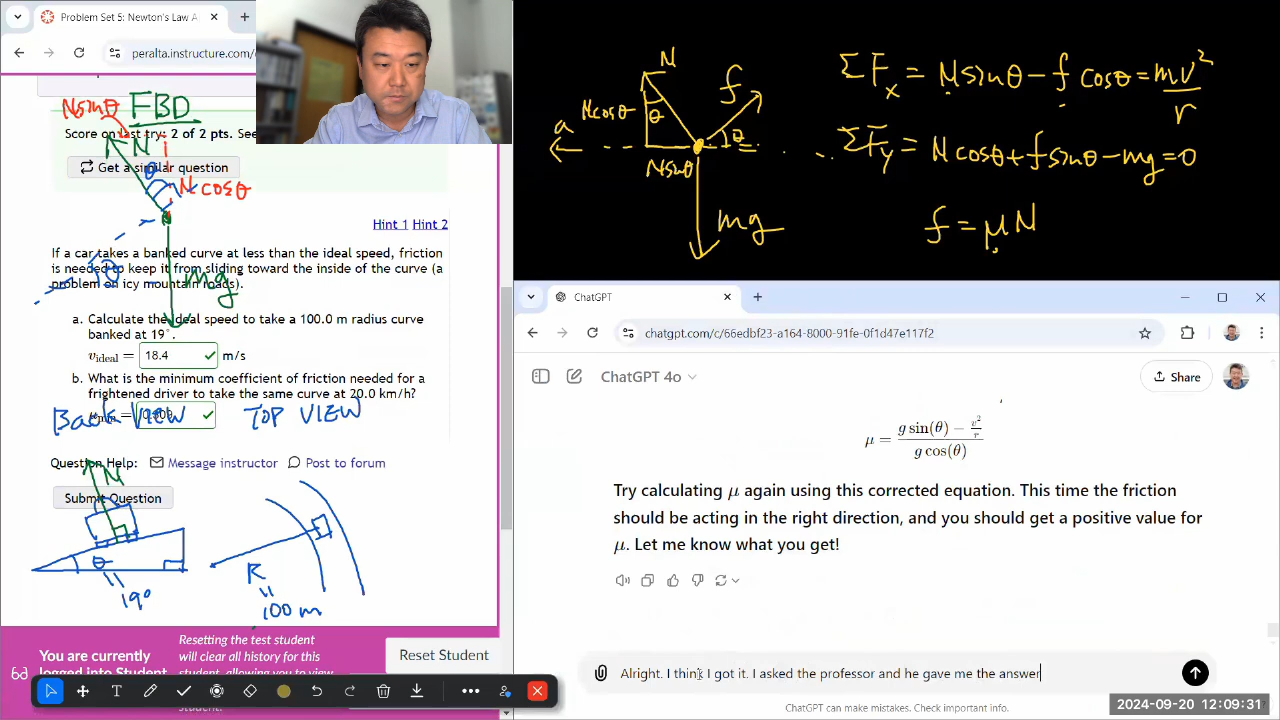 Problem Set 5: Newton's Law A
peralta.instructure.com/
N sinθ FBD
Score on last try: 2 of 2 pts. See
N
Get a similar question
θ
N cosθ
Hint 1 Hint 2
If a car takes a banked curve at less than the ideal speed, friction
is needed to keep it from sliding toward the inside of the curve (a
problem on icy mountain roads).
mg
a. Calculate the ideal speed to take a 100.0 m radius curve
banked at 19°.
v ideal = 18.4 m/s
b. What is the minimum coefficient of friction needed for a
frightened driver to take the same curve at 20.0 km/h?
Back VIEW TOP VIEW
Question Help: Message instructor Post to forum
N
Submit Question
θ
19°
R
100 m
You are currently
logged into Student
Resetting the test student
will clear all history for this
student, allowing you to view
Reset Student
N
f
N cosθ
θ
a
θ
N sinθ
mg
ΣFx = N sinθ − f cosθ = mv²/r
ΣFy = N cosθ + f sinθ − mg = 0
f = μN
ChatGPT
chatgpt.com/c/66edbf23-a164-8000-91fe-0f1d47e117f2
ChatGPT 4o
Share
μ = (g sin(θ) − v²/r) / (g cos(θ))
Try calculating μ again using this corrected equation. This time the friction
should be acting in the right direction, and you should get a positive value for
μ. Let me know what you get!
Alright. I think I got it. I asked the professor and he gave me the answer
ChatGPT can make mistakes. Check important info.
2024-09-20 12:09:31